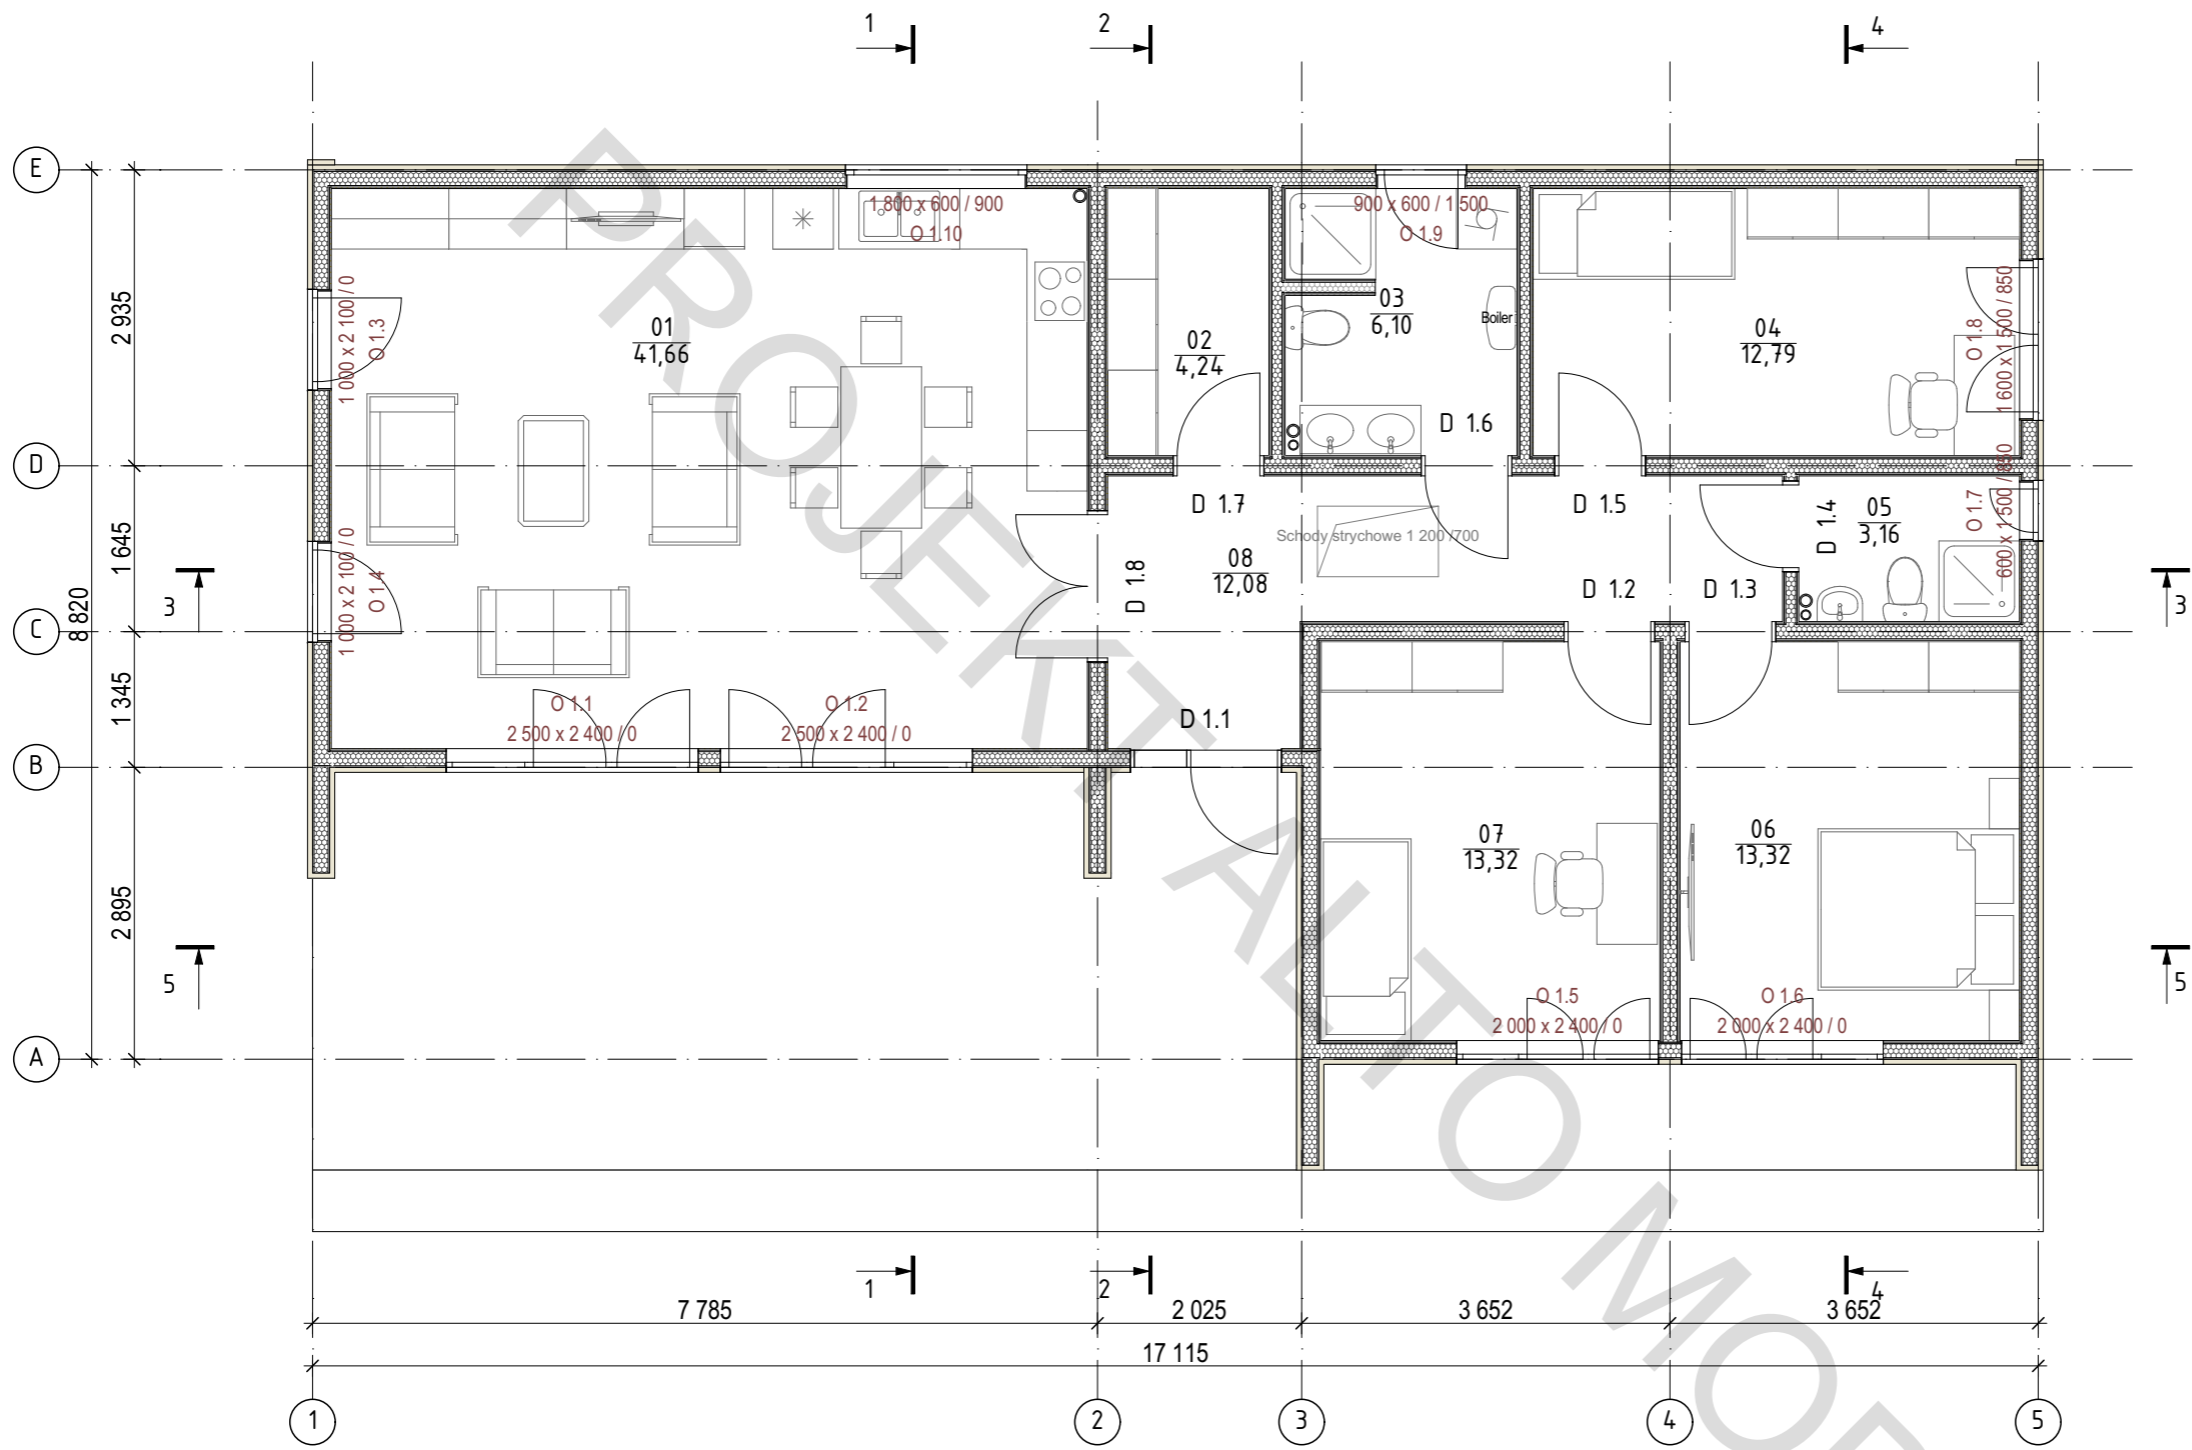 1
2
4
E
1 800 x 600 / 900
O 1.10
900 x 600 / 1 500
O 1.9
2 935
1 000 x 2 100 / 0
O 1.3
01
41,66
02
4,24
03
6,10
Boiler
04
12,79
O 1.8
1 600 x 1 500 / 850
D 1.6
D
D 1.7
D 1.5
Schody strychowe 1 200 /700
D 1.4
05
3,16
O 1.7
600 x 1 500 / 850
1 645
8 820
1 000 x 2 100 / 0
O 1.4
3
D 1.8
08
12,08
D 1.2
D 1.3
3
C
1 345
O 1.1
2 500 x 2 400 / 0
O 1.2
2 500 x 2 400 / 0
D 1.1
B
07
13,32
06
13,32
2 895
5
5
O 1.5
2 000 x 2 400 / 0
O 1.6
2 000 x 2 400 / 0
A
1
2
4
7 785
2 025
3 652
3 652
17 115
1
2
3
4
5
PROJEKT ALTO MO